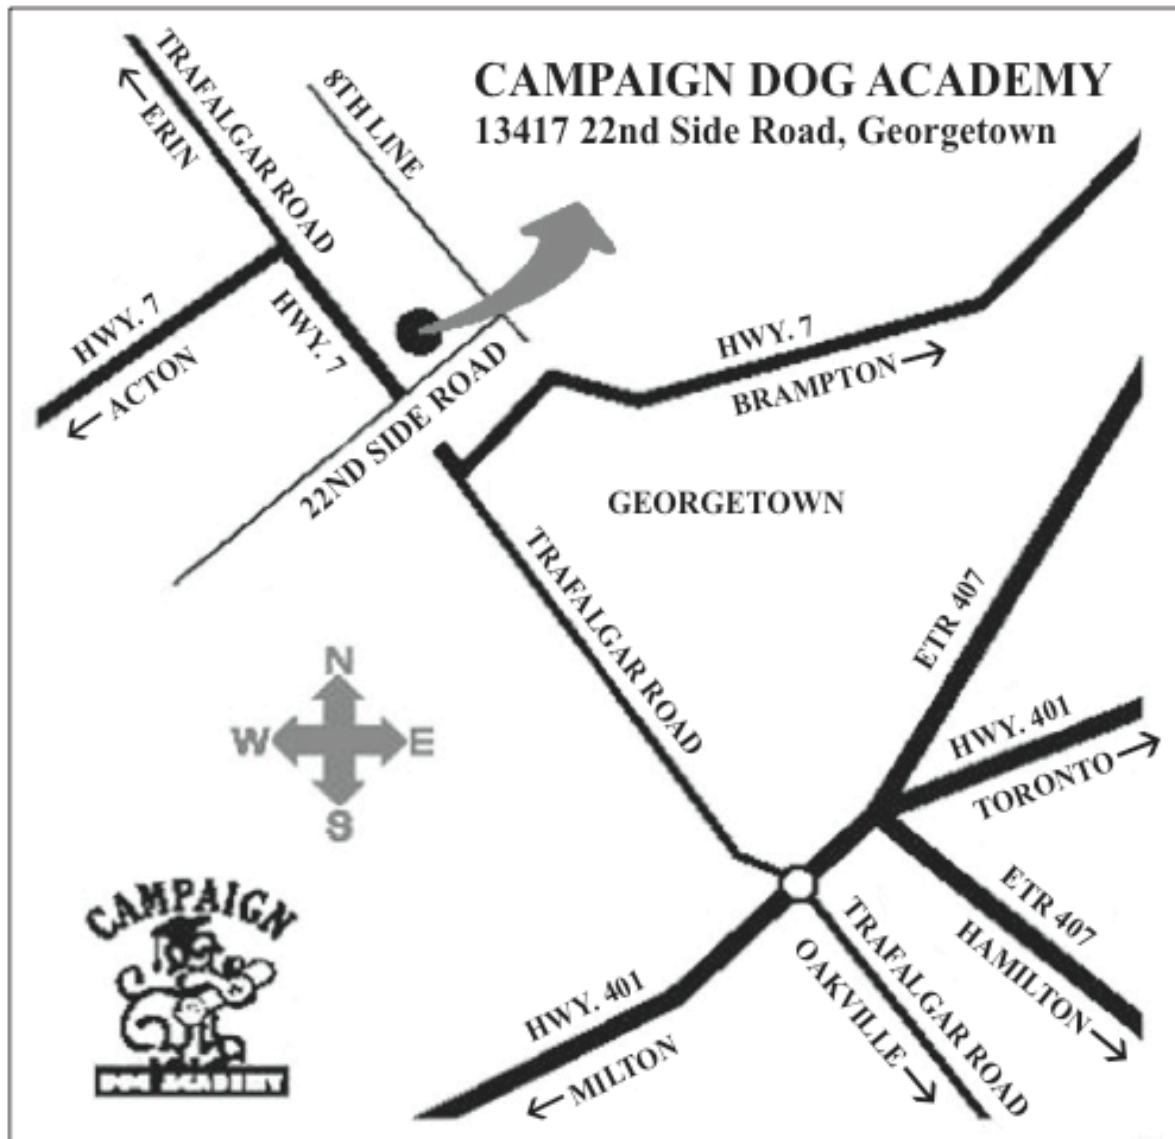 CAMPAIGN DOG ACADEMY
13417 22nd Side Road, Georgetown
TRAFALGAR ROAD
ERIN
8TH LINE
HWY. 7
ACTON
HWY. 7
22ND SIDE ROAD
HWY. 7
BRAMPTON
GEORGETOWN
TRAFALGAR ROAD
ETR 407
HWY. 401
TORONTO
ETR 407
HAMILTON
TRAFALGAR ROAD
OAKVILLE
HWY. 401
MILTON
N
W E
S
CAMPAIGN
DOG ACADEMY